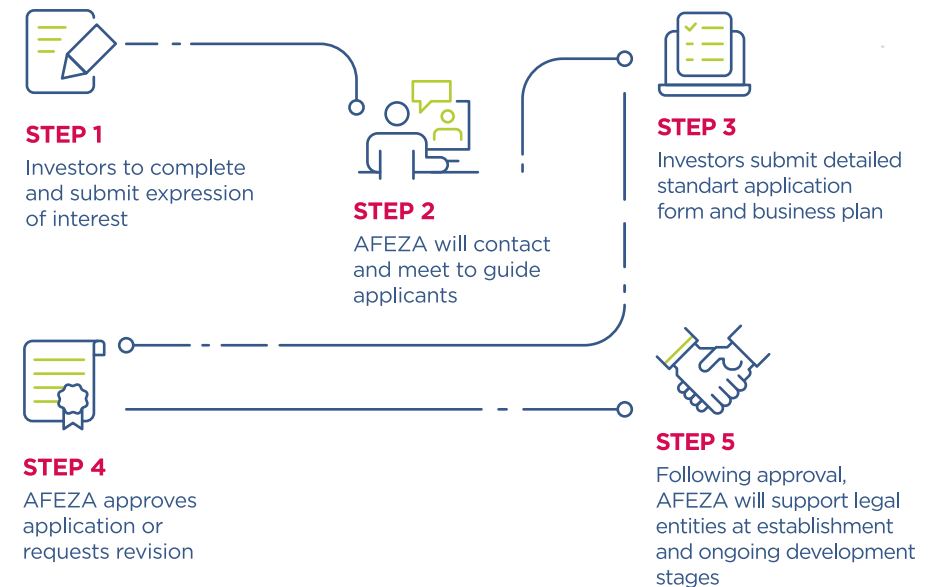 STEP 1
Investors to complete
and submit expression
of interest
STEP 2
AFEZA will contact
and meet to guide
applicants
STEP 3
Investors submit detailed
standart application
form and business plan
STEP 4
AFEZA approves
application or
requests revision
STEP 5
Following approval,
AFEZA will support legal
entities at establishment
and ongoing development
stages